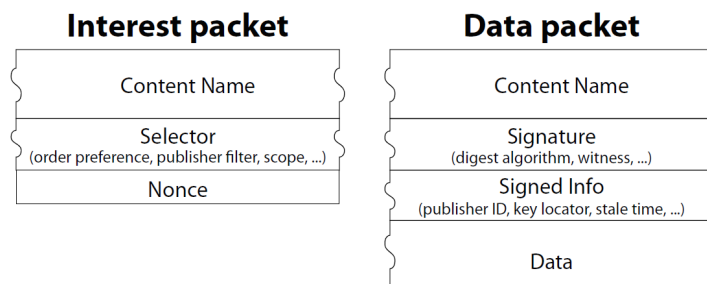 Interest packet
Content Name
Selector
(order preference, publisher filter, scope, ...)
Nonce
Data packet
Content Name
Signature
(digest algorithm, witness, ...)
Signed Info
(publisher ID, key locator, stale time, ...)
Data